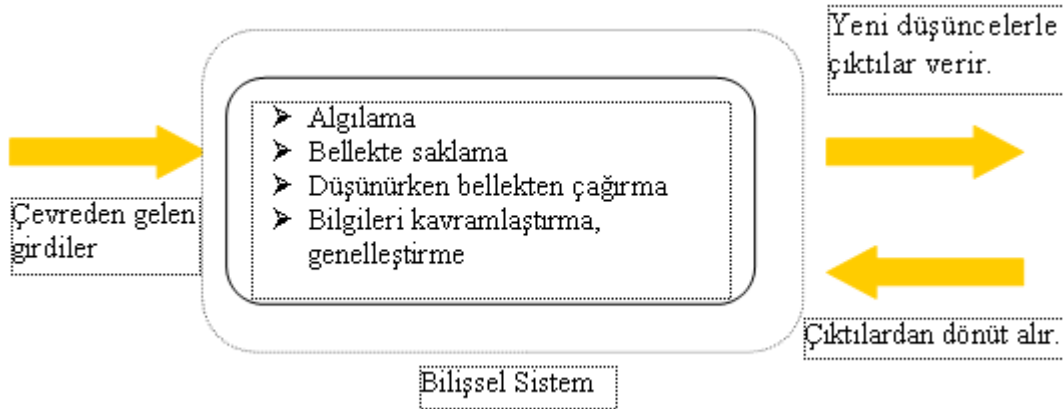 Çevreden gelen
girdiler
➤ Algılama
➤ Bellekte saklama
➤ Düşünürken bellekten çağırma
➤ Bilgileri kavramlaştırma,
genelleştirme
Bilişsel Sistem
Yeni düşüncelerle
çıktılar verir.
Çıktılardan dönüt alır.